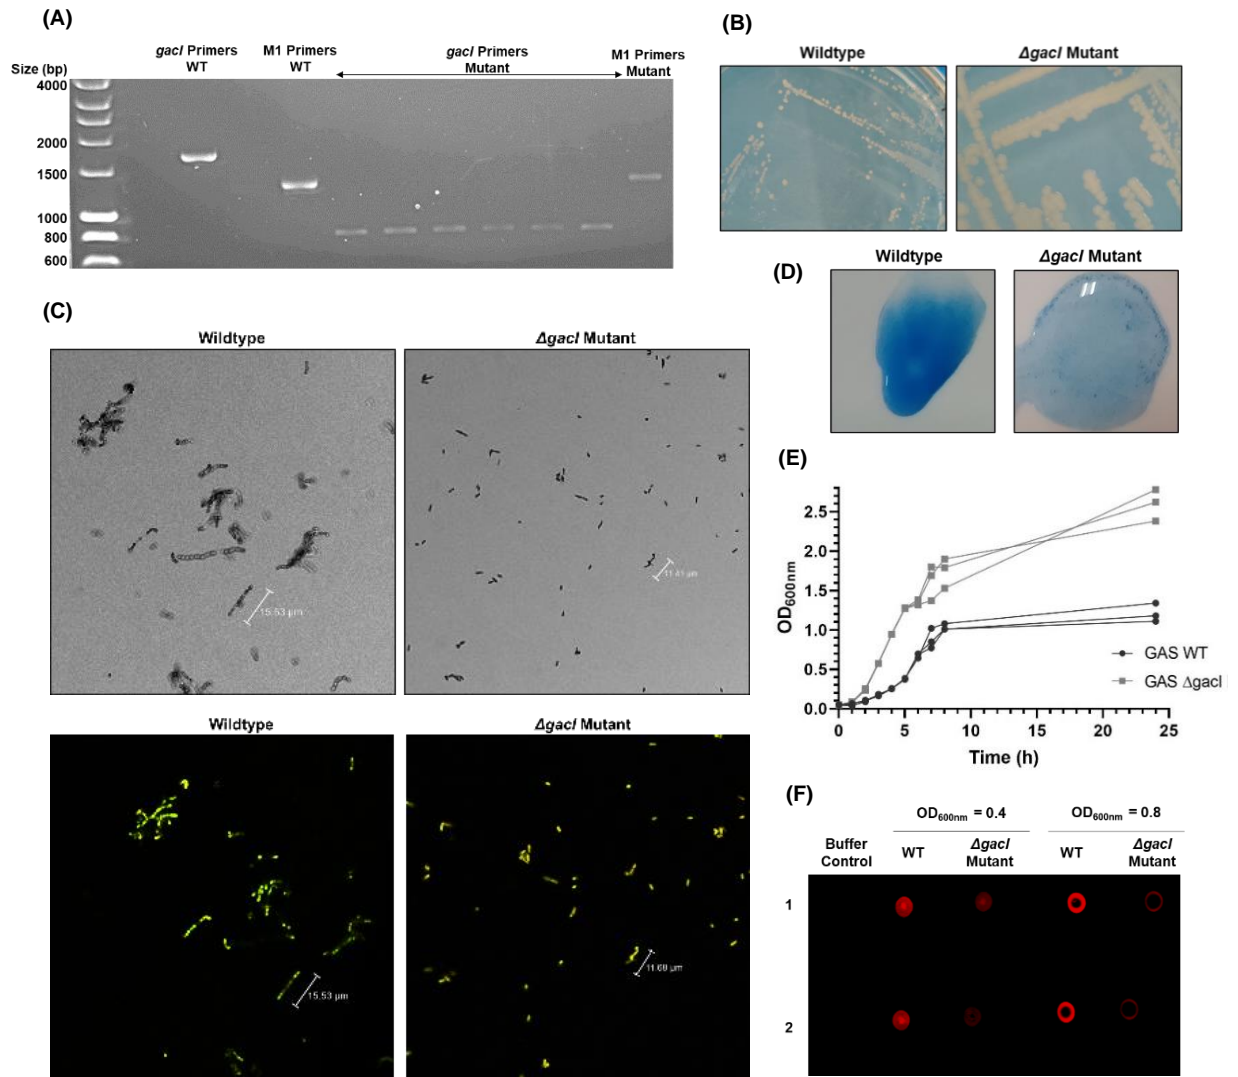 (A)
gacI Primers
WT
M1 Primers
WT
gacI Primers
Mutant
M1 Primers
Mutant
Size (bp)
4000
2000
1500
1000
800
600
(B)
Wildtype
ΔgacI Mutant
(C)
Wildtype
ΔgacI Mutant
15.53 µm
Wildtype
ΔgacI Mutant
15.53 µm
11.68 µm
(D)
Wildtype
ΔgacI Mutant
(E)
OD600nm
2.5
2.0
1.5
1.0
0.5
0.0
0 5 10 15 20 25
Time (h)
GAS WT
GAS ΔgacI
(F)
OD600nm = 0.4
OD600nm = 0.8
Buffer
Control
WT
ΔgacI
Mutant
WT
ΔgacI
Mutant
1
2